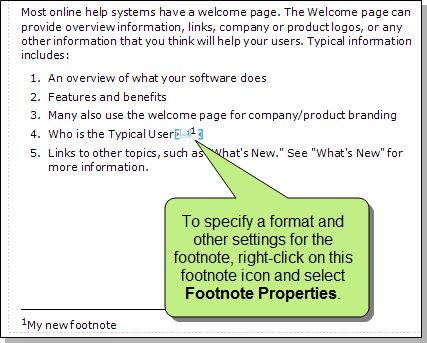 Most online help systems have a welcome page. The Welcome page can
provide overview information, links, company or product logos, or any
other information that you think will help your users. Typical information
includes:
1. An overview of what your software does
2. Features and benefits
3. Many also use the welcome page for company/product branding
4. Who is the Typical User1
5. Links to other topics, such as "What's New." See "What's New" for
more information.
To specify a format and
other settings for the
footnote, right-click on this
footnote icon and select
Footnote Properties.
1My new footnote